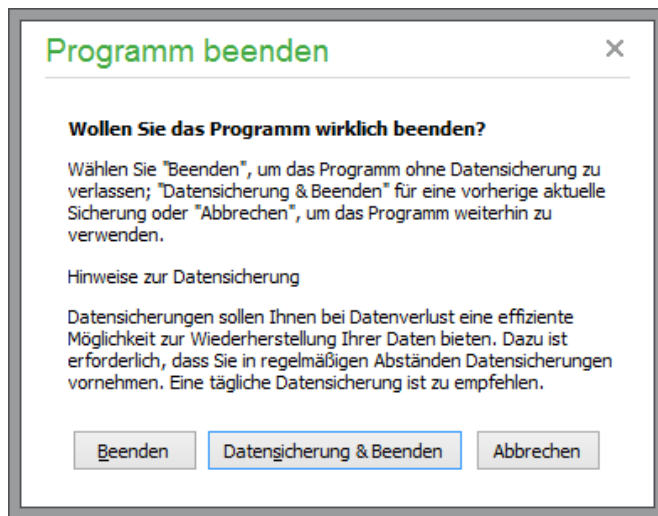 Programm beenden
Wollen Sie das Programm wirklich beenden?
Wählen Sie "Beenden", um das Programm ohne Datensicherung zu
verlassen; "Datensicherung & Beenden" für eine vorherige aktuelle
Sicherung oder "Abbrechen", um das Programm weiterhin zu
verwenden.
Hinweise zur Datensicherung
Datensicherungen sollen Ihnen bei Datenverlust eine effiziente
Möglichkeit zur Wiederherstellung Ihrer Daten bieten. Dazu ist
erforderlich, dass Sie in regelmäßigen Abständen Datensicherungen
vornehmen. Eine tägliche Datensicherung ist zu empfehlen.
Beenden Datensicherung & Beenden Abbrechen